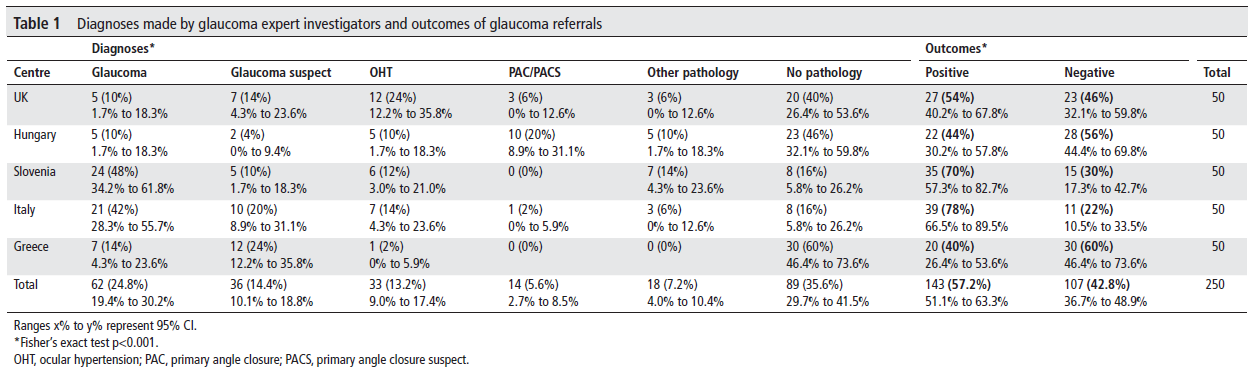 Table 1 Diagnoses made by glaucoma expert investigators and outcomes of glaucoma referrals
Diagnoses* Outcomes*
Centre Glaucoma Glaucoma suspect OHT PAC/PACS Other pathology No pathology Positive Negative Total
UK 5 (10%) 7 (14%) 12 (24%) 3 (6%) 3 (6%) 20 (40%) 27 (54%) 23 (46%) 50
1.7% to 18.3% 4.3% to 23.6% 12.2% to 35.8% 0% to 12.6% 0% to 12.6% 26.4% to 53.6% 40.2% to 67.8% 32.1% to 59.8%
Hungary 5 (10%) 2 (4%) 5 (10%) 10 (20%) 5 (10%) 23 (46%) 22 (44%) 28 (56%) 50
1.7% to 18.3% 0% to 9.4% 1.7% to 18.3% 8.9% to 31.1% 1.7% to 18.3% 32.1% to 59.8% 30.2% to 57.8% 44.4% to 69.8%
Slovenia 24 (48%) 5 (10%) 6 (12%) 0 (0%) 7 (14%) 8 (16%) 35 (70%) 15 (30%) 50
34.2% to 61.8% 1.7% to 18.3% 3.0% to 21.0% 4.3% to 23.6% 5.8% to 26.2% 57.3% to 82.7% 17.3% to 42.7%
Italy 21 (42%) 10 (20%) 7 (14%) 1 (2%) 3 (6%) 8 (16%) 39 (78%) 11 (22%) 50
28.3% to 55.7% 8.9% to 31.1% 4.3% to 23.6% 0% to 5.9% 0% to 12.6% 5.8% to 26.2% 66.5% to 89.5% 10.5% to 33.5%
Greece 7 (14%) 12 (24%) 1 (2%) 0 (0%) 0 (0%) 30 (60%) 20 (40%) 30 (60%) 50
4.3% to 23.6% 12.2% to 35.8% 0% to 5.9% 46.4% to 73.6% 26.4% to 53.6% 46.4% to 73.6%
Total 62 (24.8%) 36 (14.4%) 33 (13.2%) 14 (5.6%) 18 (7.2%) 89 (35.6%) 143 (57.2%) 107 (42.8%) 250
19.4% to 30.2% 10.1% to 18.8% 9.0% to 17.4% 2.7% to 8.5% 4.0% to 10.4% 29.7% to 41.5% 51.1% to 63.3% 36.7% to 48.9%
Ranges x% to y% represent 95% CI.
*Fisher's exact test p<0.001.
OHT, ocular hypertension; PAC, primary angle closure; PACS, primary angle closure suspect.